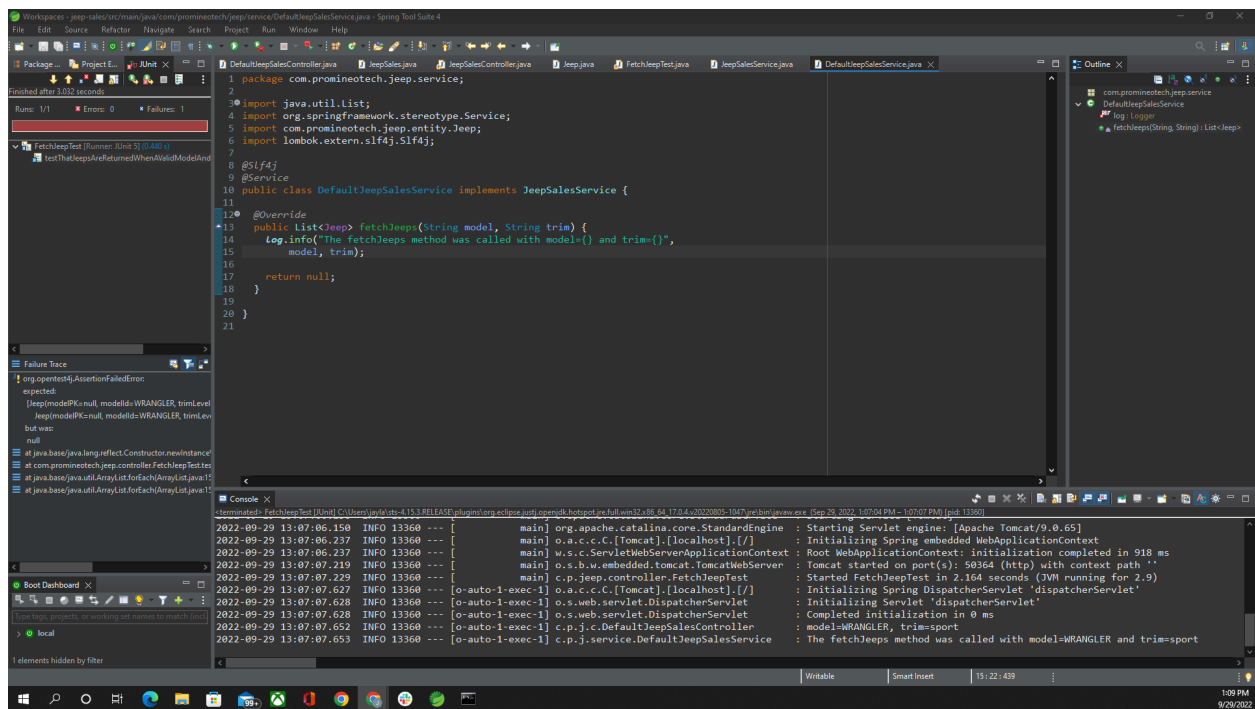 Workspaces - jeep-sales/src/main/java/com/promineotech/jeep/service/DefaultJeepSalesService.java - Spring Tool Suite 4
File Edit Source Refactor Navigate Search Project Run Window Help
Package ... Project E... JUnit
Finished after 3.032 seconds
Runs: 1/1 Errors: 0 Failures: 1
FetchJeepTest [Runner: JUnit 5] (0.440 s)
testThatJeepsAreReturnedWhenAValidModelAnd
Failure Trace
org.opentest4j.AssertionFailedError:
expected:
[Jeep(modelPK=null, modelId=WRANGLER, trimLevel
Jeep(modelPK=null, modelId=WRANGLER, trimLev
but was:
null
at java.base/java.lang.reflect.Constructor.newInstance
at com.promineotech.jeep.controller.FetchJeepTest.tes
at java.base/java.util.ArrayList.forEach(ArrayList.java:15
at java.base/java.util.ArrayList.forEach(ArrayList.java:15
Boot Dashboard
Type tags, projects, or working set names to match (incl.
local
1 elements hidden by filter
DefaultJeepSalesController.java JeepSales.java JeepSalesController.java Jeep.java FetchJeepTest.java JeepSalesService.java DefaultJeepSalesService.java
1 package com.promineotech.jeep.service;
2
3 import java.util.List;
4 import org.springframework.stereotype.Service;
5 import com.promineotech.jeep.entity.Jeep;
6 import lombok.extern.slf4j.Slf4j;
7
8 @Slf4j
9 @Service
10 public class DefaultJeepSalesService implements JeepSalesService {
11
12 @Override
13 public List<Jeep> fetchJeeps(String model, String trim) {
14 log.info("The fetchJeeps method was called with model={} and trim={}",
15 model, trim);
16
17 return null;
18 }
19
20 }
21
Outline
com.promineotech.jeep.service
DefaultJeepSalesService
log : Logger
fetchJeeps(String, String) : List<Jeep>
Console
<terminated> FetchJeepTest [JUnit] C:\Users\jayla\sts-4.15.3.RELEASE\plugins\org.eclipse.justj.openjdk.hotspot.jre.full.win32.x86_64_17.0.4.v20220805-1047\jre\bin\javaw.exe (Sep 29, 2022, 1:07:04 PM – 1:07:07 PM) [pid: 13360]
2022-09-29 13:07:06.150 INFO 13360 --- [ main] org.apache.catalina.core.StandardEngine : Starting Servlet engine: [Apache Tomcat/9.0.65]
2022-09-29 13:07:06.237 INFO 13360 --- [ main] o.a.c.c.C.[Tomcat].[localhost].[/] : Initializing Spring embedded WebApplicationContext
2022-09-29 13:07:06.237 INFO 13360 --- [ main] w.s.c.ServletWebServerApplicationContext : Root WebApplicationContext: initialization completed in 918 ms
2022-09-29 13:07:07.219 INFO 13360 --- [ main] o.s.b.w.embedded.tomcat.TomcatWebServer : Tomcat started on port(s): 50364 (http) with context path ''
2022-09-29 13:07:07.229 INFO 13360 --- [ main] c.p.jeep.controller.FetchJeepTest : Started FetchJeepTest in 2.164 seconds (JVM running for 2.9)
2022-09-29 13:07:07.627 INFO 13360 --- [o-auto-1-exec-1] o.a.c.c.C.[Tomcat].[localhost].[/] : Initializing Spring DispatcherServlet 'dispatcherServlet'
2022-09-29 13:07:07.628 INFO 13360 --- [o-auto-1-exec-1] o.s.web.servlet.DispatcherServlet : Initializing Servlet 'dispatcherServlet'
2022-09-29 13:07:07.628 INFO 13360 --- [o-auto-1-exec-1] o.s.web.servlet.DispatcherServlet : Completed initialization in 0 ms
2022-09-29 13:07:07.652 INFO 13360 --- [o-auto-1-exec-1] c.p.j.c.DefaultJeepSalesController : model=WRANGLER, trim=sport
2022-09-29 13:07:07.653 INFO 13360 --- [o-auto-1-exec-1] c.p.j.service.DefaultJeepSalesService : The fetchJeeps method was called with model=WRANGLER and trim=sport
Writable Smart Insert 15 : 22 : 439
99+
1:09 PM
9/29/2022